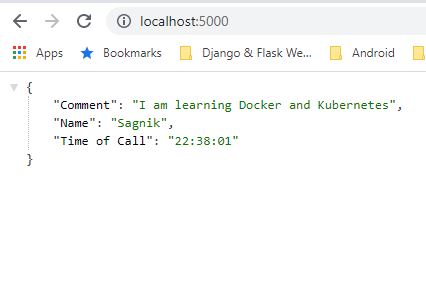 localhost:5000
Apps Bookmarks Django & Flask We... Android
{
"Comment": "I am learning Docker and Kubernetes",
"Name": "Sagnik",
"Time of Call": "22:38:01"
}